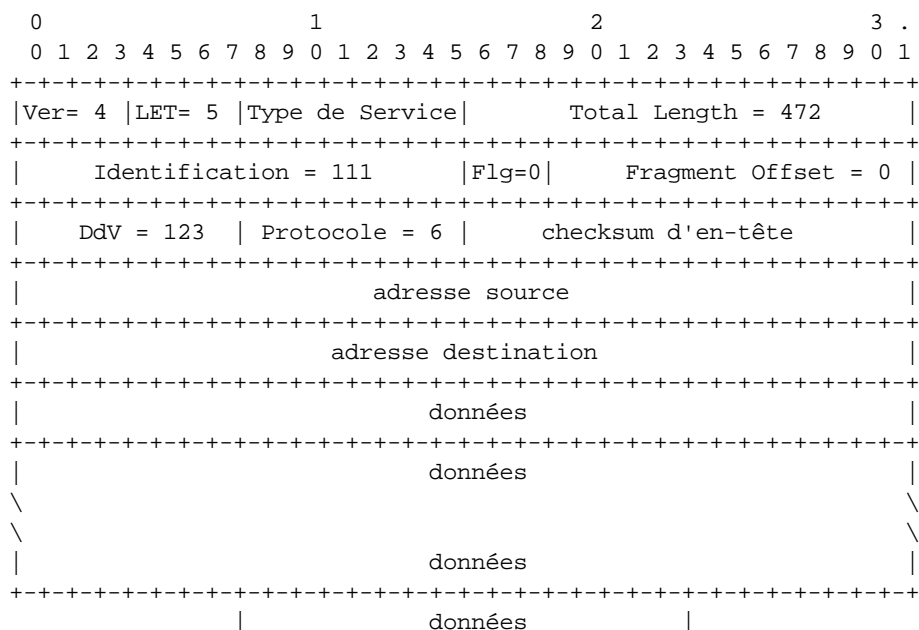 0                   1                   2                   3 .
 0 1 2 3 4 5 6 7 8 9 0 1 2 3 4 5 6 7 8 9 0 1 2 3 4 5 6 7 8 9 0 1
+-+-+-+-+-+-+-+-+-+-+-+-+-+-+-+-+-+-+-+-+-+-+-+-+-+-+-+-+-+-+-+-+
|Ver= 4 |LET= 5 |Type de Service|       Total Length = 472      |
+-+-+-+-+-+-+-+-+-+-+-+-+-+-+-+-+-+-+-+-+-+-+-+-+-+-+-+-+-+-+-+-+
|     Identification = 111      |Flg=0|     Fragment Offset = 0 |
+-+-+-+-+-+-+-+-+-+-+-+-+-+-+-+-+-+-+-+-+-+-+-+-+-+-+-+-+-+-+-+-+
|    DdV = 123  | Protocole = 6 |     checksum d'en-tête        |
+-+-+-+-+-+-+-+-+-+-+-+-+-+-+-+-+-+-+-+-+-+-+-+-+-+-+-+-+-+-+-+-+
|                         adresse source                        |
+-+-+-+-+-+-+-+-+-+-+-+-+-+-+-+-+-+-+-+-+-+-+-+-+-+-+-+-+-+-+-+-+
|                      adresse destination                      |
+-+-+-+-+-+-+-+-+-+-+-+-+-+-+-+-+-+-+-+-+-+-+-+-+-+-+-+-+-+-+-+-+
|                             données                           |
+-+-+-+-+-+-+-+-+-+-+-+-+-+-+-+-+-+-+-+-+-+-+-+-+-+-+-+-+-+-+-+-+
|                             données                           |
\                                                               \
\                                                               \
|                             données                           |
+-+-+-+-+-+-+-+-+-+-+-+-+-+-+-+-+-+-+-+-+-+-+-+-+-+-+-+-+-+-+-+-+
                |             données           |